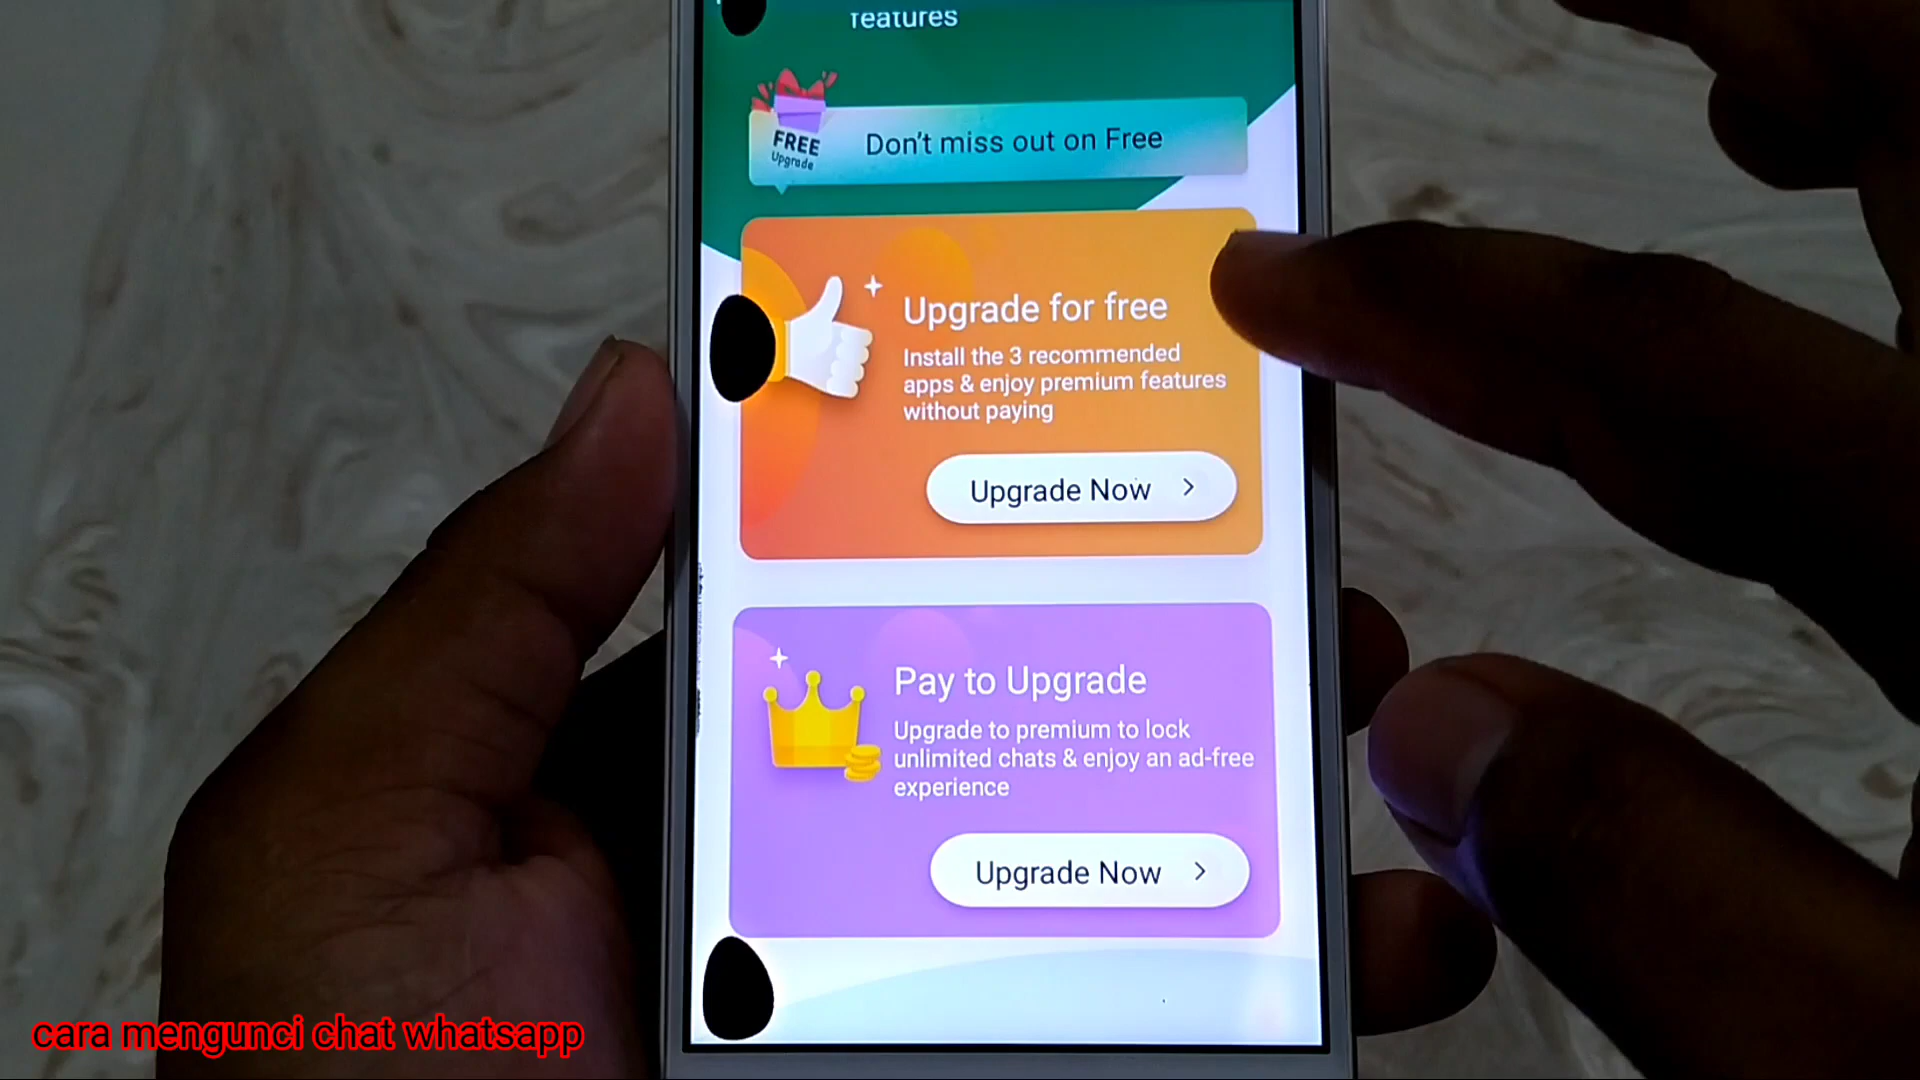 features
FREE
Upgrade
Don't miss out on Free
Upgrade for free
Install the 3 recommended
apps & enjoy premium features
without paying
Upgrade Now
Pay to Upgrade
Upgrade to premium to lock
unlimited chats & enjoy an ad-free
experience
Upgrade Now
cara mengunci chat whatsapp